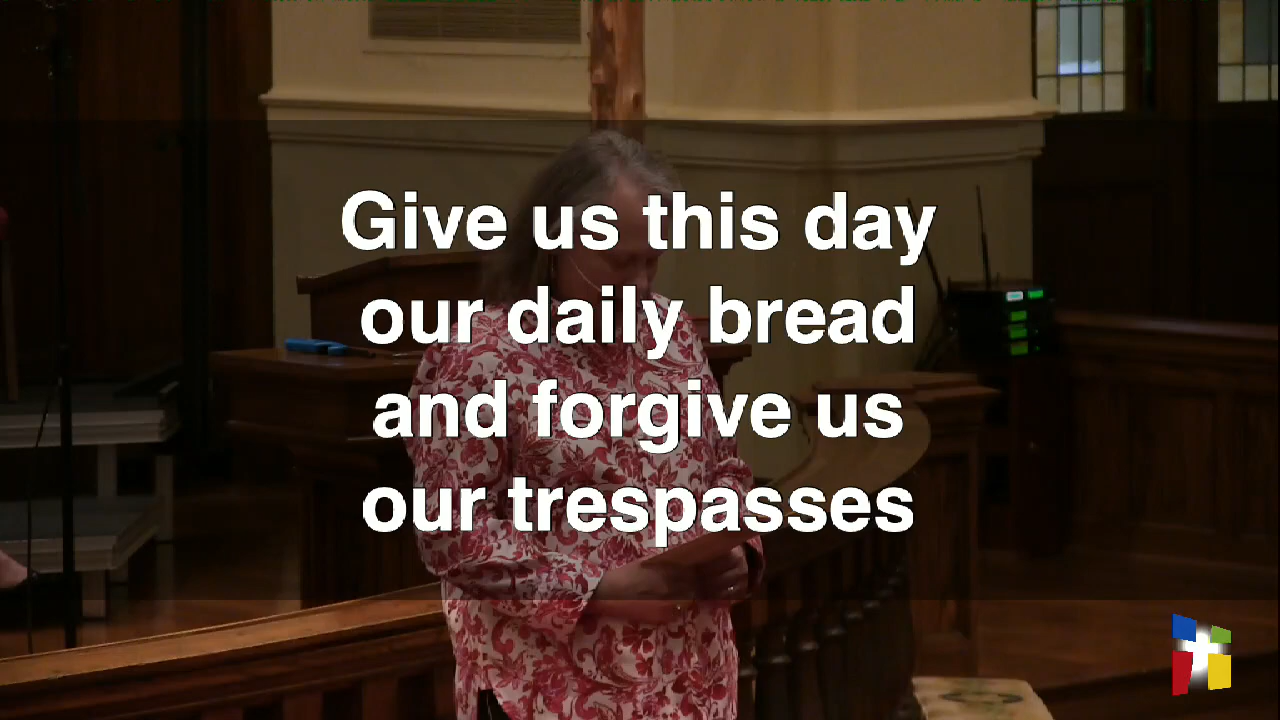 Give us this day
our daily bread
and forgive us
our trespasses